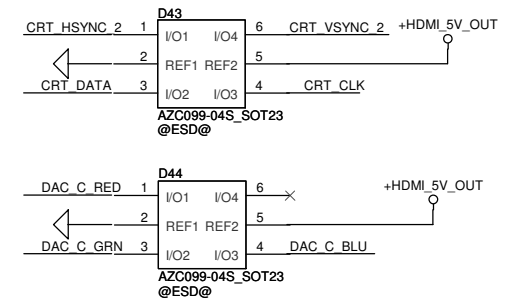 D43
CRT_HSYNC_2 1 I/O1 I/O4 6 CRT_VSYNC_2 +HDMI_5V_OUT
2 REF1 REF2 5
CRT_DATA 3 I/O2 I/O3 4 CRT_CLK
AZC099-04S_SOT23
@ESD@
D44
DAC_C_RED 1 I/O1 I/O4 6 +HDMI_5V_OUT
2 REF1 REF2 5
DAC_C_GRN 3 I/O2 I/O3 4 DAC_C_BLU
AZC099-04S_SOT23
@ESD@